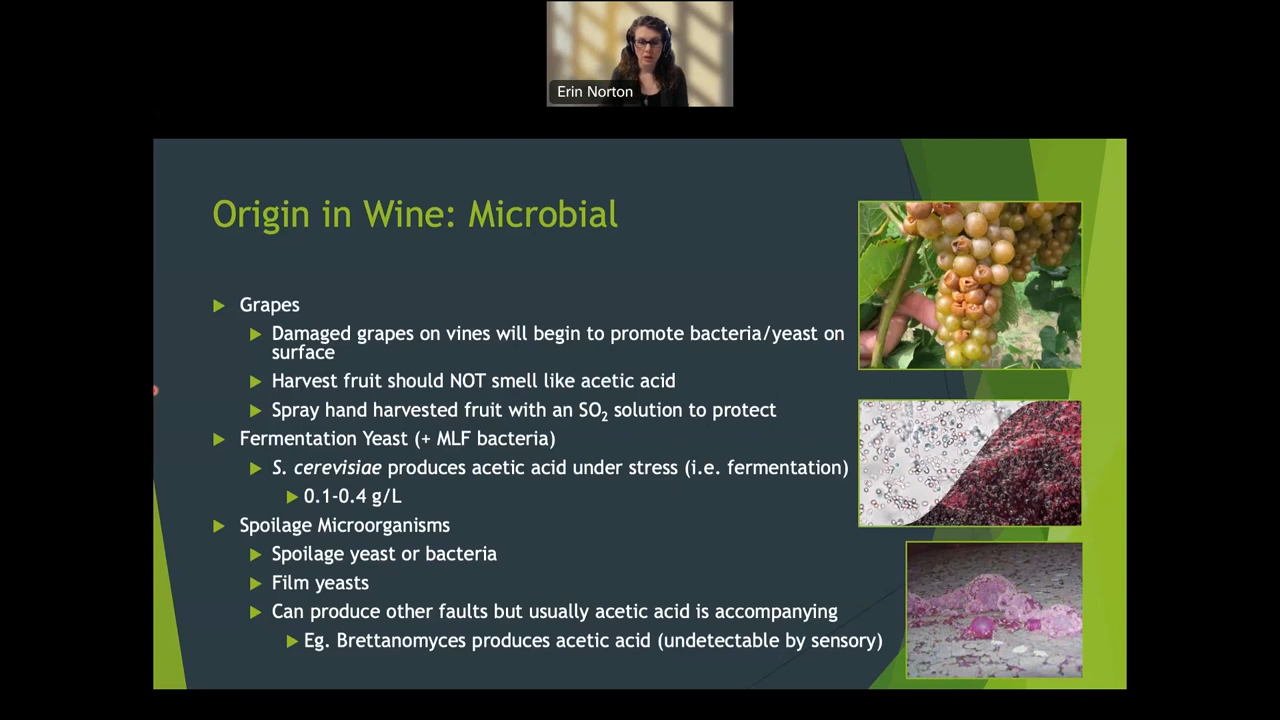 Erin Norton
Origin in Wine: Microbial
Grapes
Damaged grapes on vines will begin to promote bacteria/yeast on
surface
Harvest fruit should NOT smell like acetic acid
Spray hand harvested fruit with an SO₂ solution to protect
Fermentation Yeast (+ MLF bacteria)
S. cerevisiae produces acetic acid under stress (i.e. fermentation)
0.1-0.4 g/L
Spoilage Microorganisms
Spoilage yeast or bacteria
Film yeasts
Can produce other faults but usually acetic acid is accompanying
Eg. Brettanomyces produces acetic acid (undetectable by sensory)